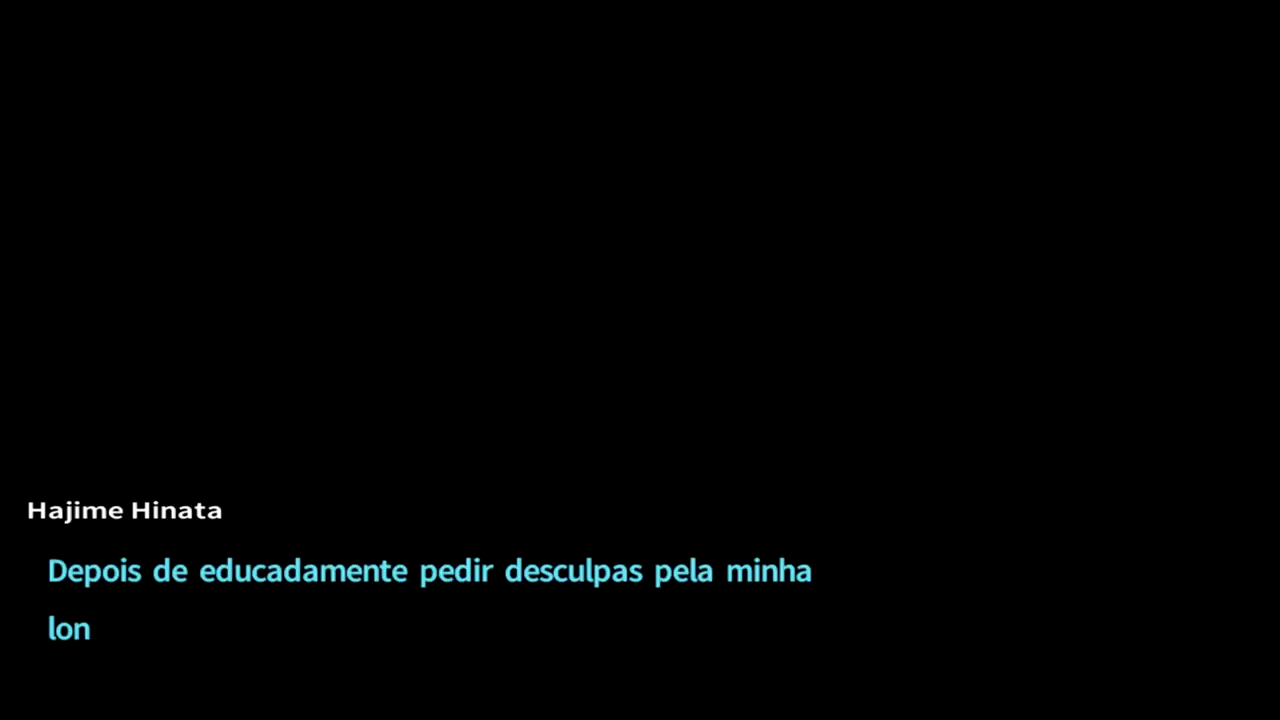 Hajime Hinata
Depois de educadamente pedir desculpas pela minha
lon